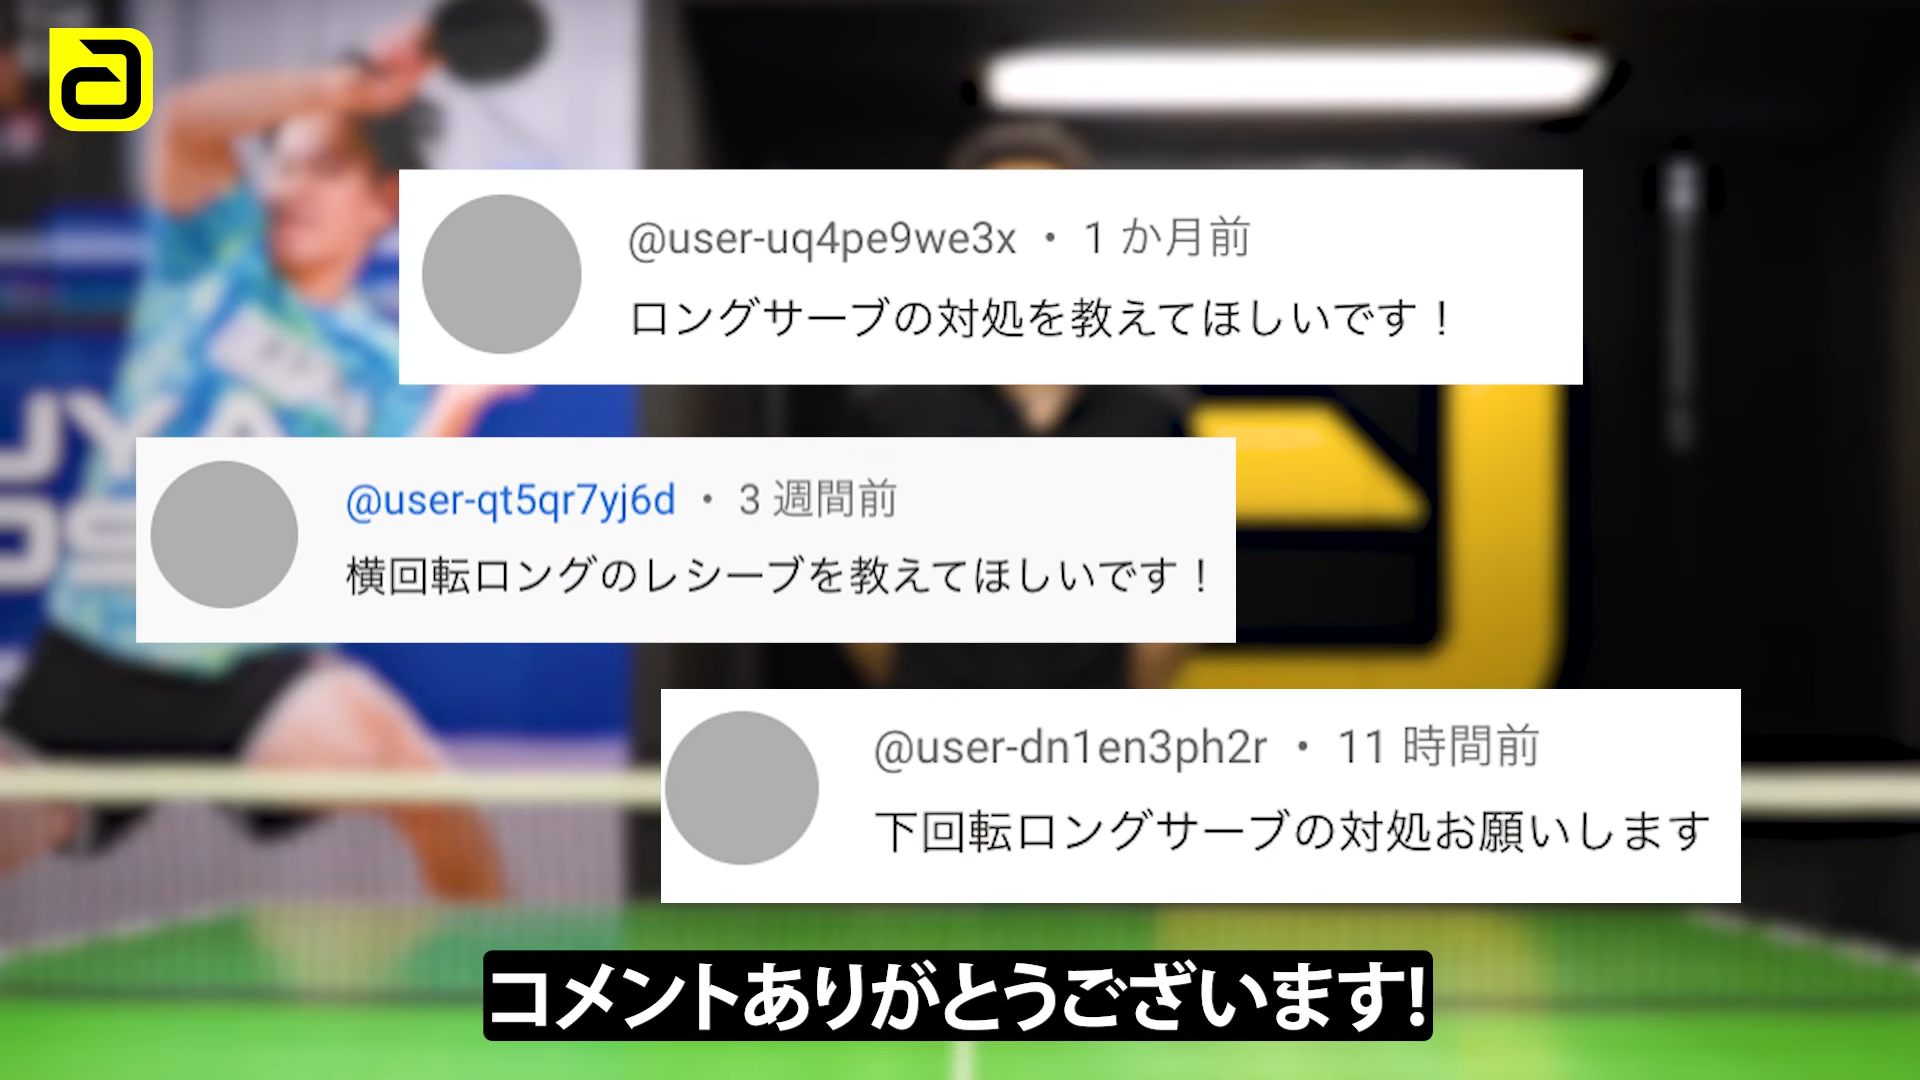 @user-uq4pe9we3x ・ 1 か月前
ロングサーブの対処を教えてほしいです！
@user-qt5qr7yj6d ・ 3 週間前
横回転ロングのレシーブを教えてほしいです！
@user-dn1en3ph2r ・ 11 時間前
下回転ロングサーブの対処お願いします
コメントありがとうございます!